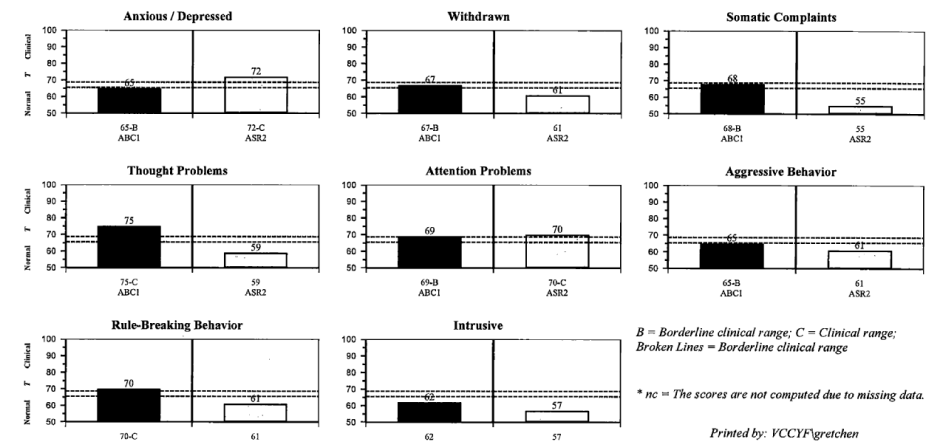 Anxious / Depressed
Withdrawn
Somatic Complaints
100
90
80
70
60
50
Normal T Clinical
65
72
65-B
ABC1
72-C
ASR2
100
90
80
70
60
50
67
61
67-B
ABC1
61
ASR2
100
90
80
70
60
50
68
55
68-B
ABC1
55
ASR2
Thought Problems
Attention Problems
Aggressive Behavior
100
90
80
70
60
50
Normal T Clinical
75
59
75-C
ABC1
59
ASR2
100
90
80
70
60
50
69
70
69-B
ABC1
70-C
ASR2
100
90
80
70
60
50
65
61
65-B
ABC1
61
ASR2
Rule-Breaking Behavior
Intrusive
100
90
80
70
60
50
Normal T Clinical
70
61
70-C
61
100
90
80
70
60
50
62
57
62
57
B = Borderline clinical range; C = Clinical range;
Broken Lines = Borderline clinical range
* nc = The scores are not computed due to missing data.
Printed by: VCCYF\gretchen